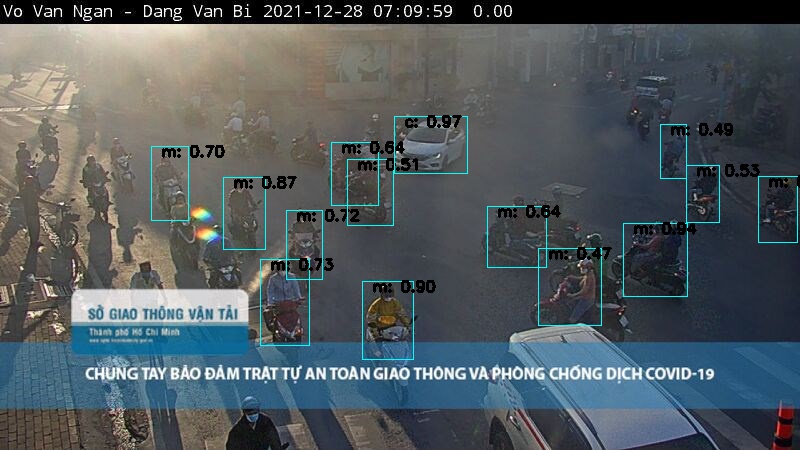 Vo Van Ngan - Dang Van Bi 2021-12-28 07:09:59 0.00
c: 0.97
m: 0.49
m: 0.70
m: 0.64
m: 0.51
m: 0.53
m: 0.87
m:
m: 0.72
m: 0.64
m: 0.94
m: 0.47
m: 0.73
m: 0.90
SỞ GIAO THÔNG VẬN TẢI
Thành phố Hồ Chí Minh
CHUNG TAY BẢO ĐẢM TRẬT TỰ AN TOÀN GIAO THÔNG VÀ PHÒNG CHỐNG DỊCH COVID-19